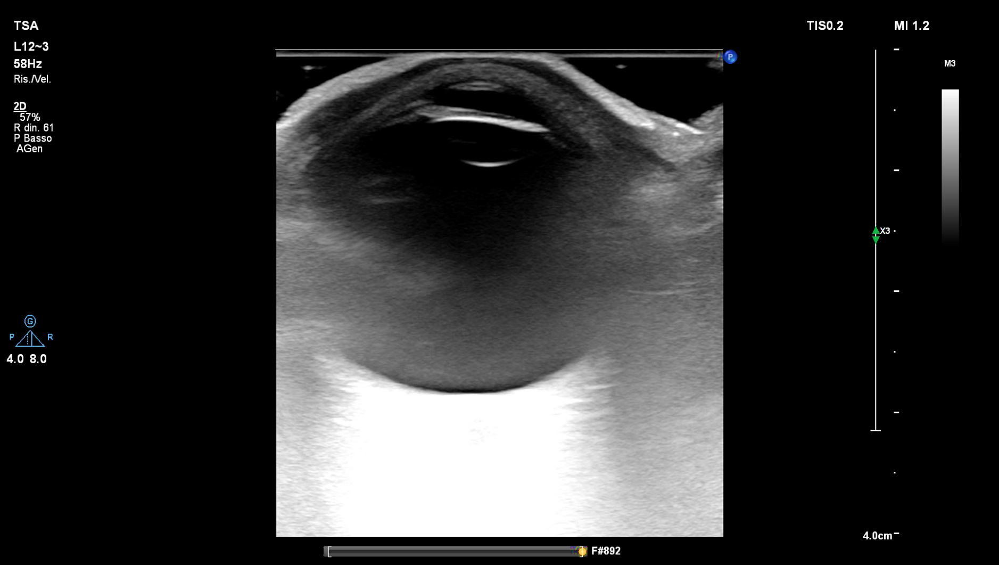 TSA
L12~3
58Hz
Ris./Vel.
2D
57%
R din. 61
P Basso
AGen
TIS0.2
MI 1.2
P
M3
X3
G
P
R
4.0 8.0
4.0cm
F#892